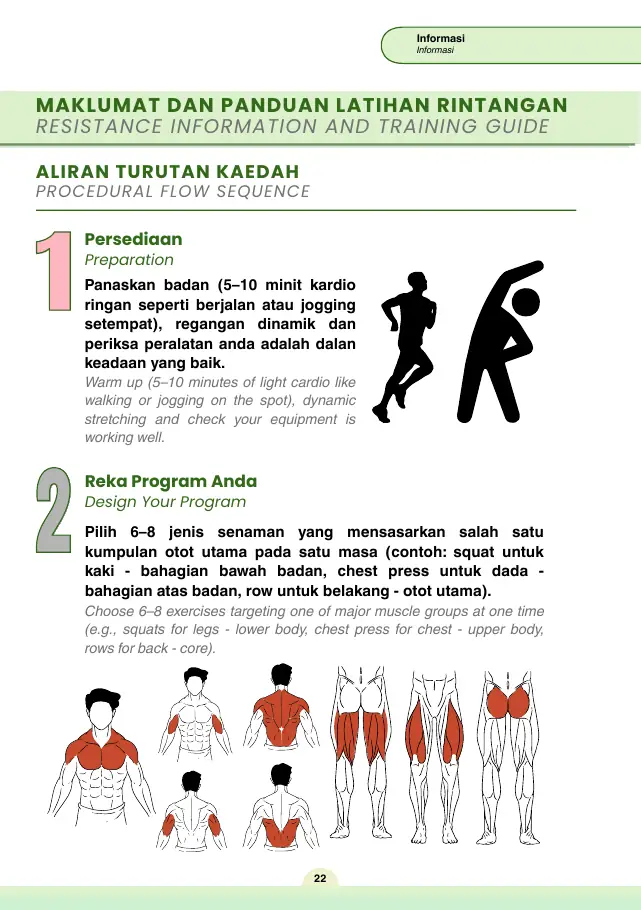 Informasi
Informasi
MAKLUMAT DAN PANDUAN LATIHAN RINTANGAN
RESISTANCE INFORMATION AND TRAINING GUIDE
ALIRAN TURUTAN KAEDAH
PROCEDURAL FLOW SEQUENCE
1
Persediaan
Preparation
Panaskan badan (5–10 minit kardio
ringan seperti berjalan atau jogging
setempat), regangan dinamik dan
periksa peralatan anda adalah dalan
keadaan yang baik.
Warm up (5–10 minutes of light cardio like
walking or jogging on the spot), dynamic
stretching and check your equipment is
working well.
2
Reka Program Anda
Design Your Program
Pilih 6–8 jenis senaman yang mensasarkan salah satu
kumpulan otot utama pada satu masa (contoh: squat untuk
kaki - bahagian bawah badan, chest press untuk dada -
bahagian atas badan, row untuk belakang - otot utama).
Choose 6–8 exercises targeting one of major muscle groups at one time
(e.g., squats for legs - lower body, chest press for chest - upper body,
rows for back - core).
22